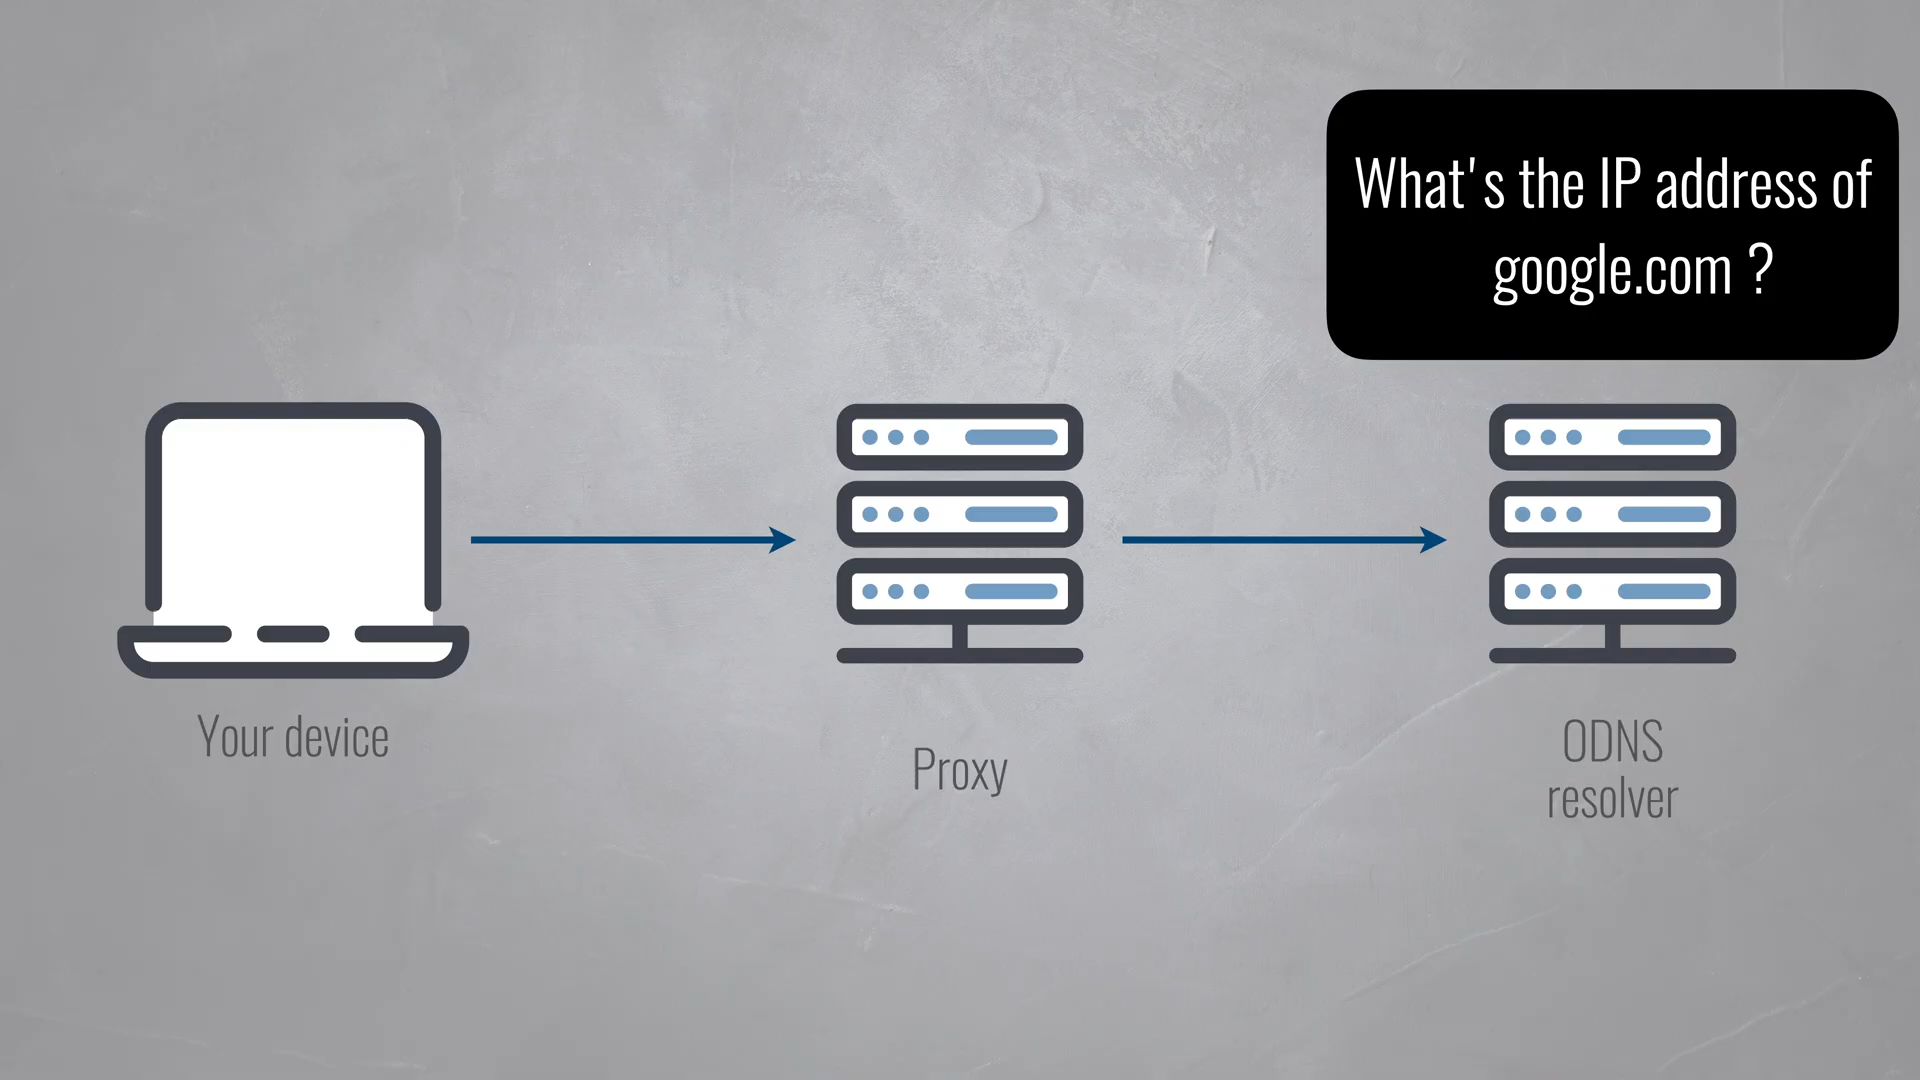 What's the IP address of
google.com ?
Your device
Proxy
ODNS
resolver